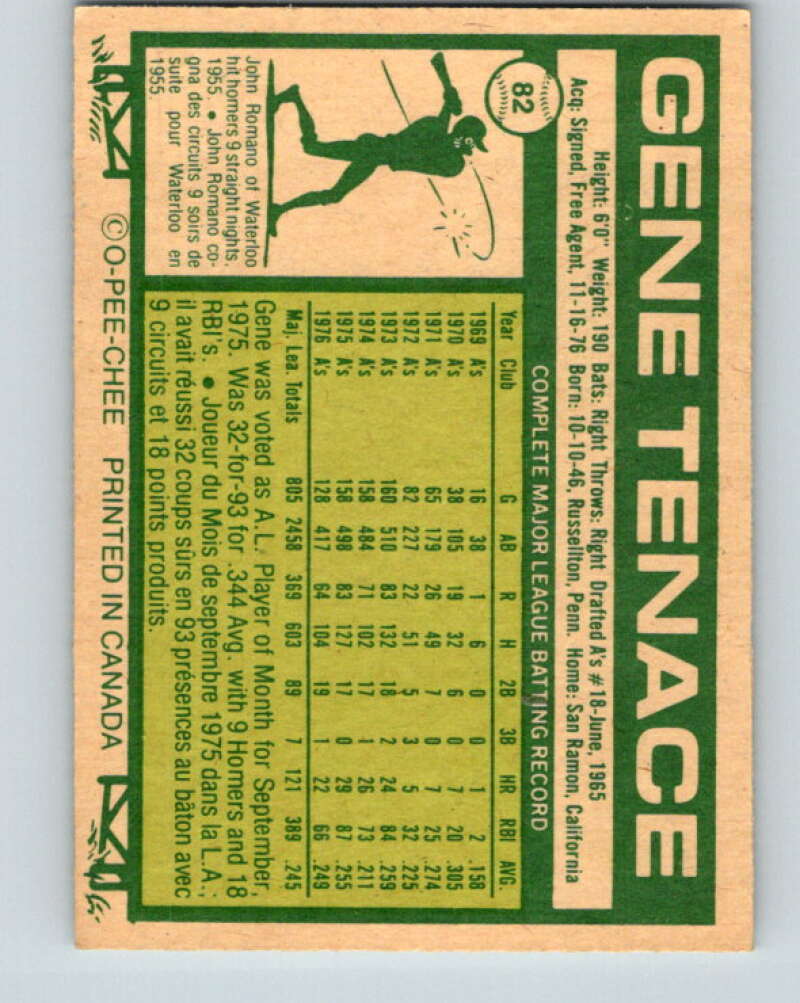 GENE TENACE
Height: 6'0" Weight: 190 Bats: Right Throws: Right Drafted A's #18-June, 1965
Acq: Signed, Free Agent, 11-16-76 Born: 10-10-46, Russellton, Penn. Home: San Ramon, California
82
COMPLETE MAJOR LEAGUE BATTING RECORD
Year Club G AB R H 2B 3B HR RBI AVG.
1969 A's 16 38 1 6 0 0 1 2 .158
1970 A's 38 105 19 32 6 0 7 20 .305
1971 A's 65 179 26 49 7 0 7 25 .274
1972 A's 82 227 22 51 5 3 5 32 .225
1973 A's 160 510 83 132 18 2 24 84 .259
1974 A's 158 484 71 102 17 1 26 73 .211
1975 A's 158 498 83 127 17 0 29 87 .255
1976 A's 128 417 64 104 19 1 22 66 .249
Maj. Lea. Totals 805 2458 369 603 89 7 121 389 .245
Gene was voted as A.L. Player of Month for September,
1975. Was 32-for-93 for .344 Avg. with 9 Homers and 18
RBI's. ● Joueur du Mois de septembre 1975 dans la L.A.;
il avait réussi 32 coups sûrs en 93 présences au bâton avec
9 circuits et 18 points produits.
John Romano of Waterloo
hit homers 9 straight nights.
1955. ● John Romano co-
gna des circuits 9 soirs de
suite pour Waterloo en
1955.
©O-PEE-CHEE PRINTED IN CANADA